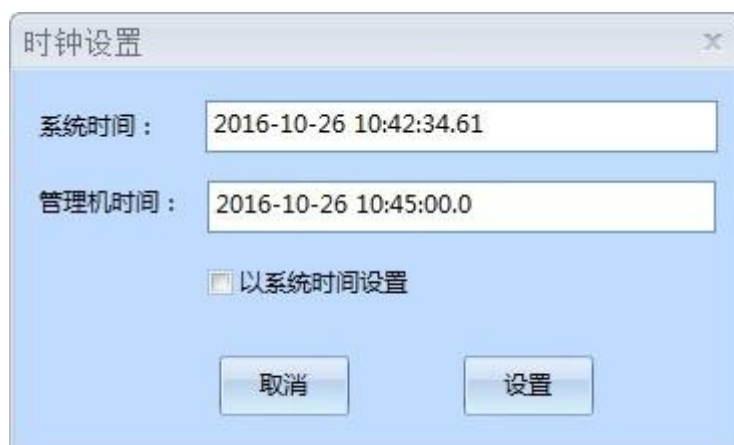 时钟设置
系统时间： 2016-10-26 10:42:34.61
管理机时间： 2016-10-26 10:45:00.0
以系统时间设置
取消 设置